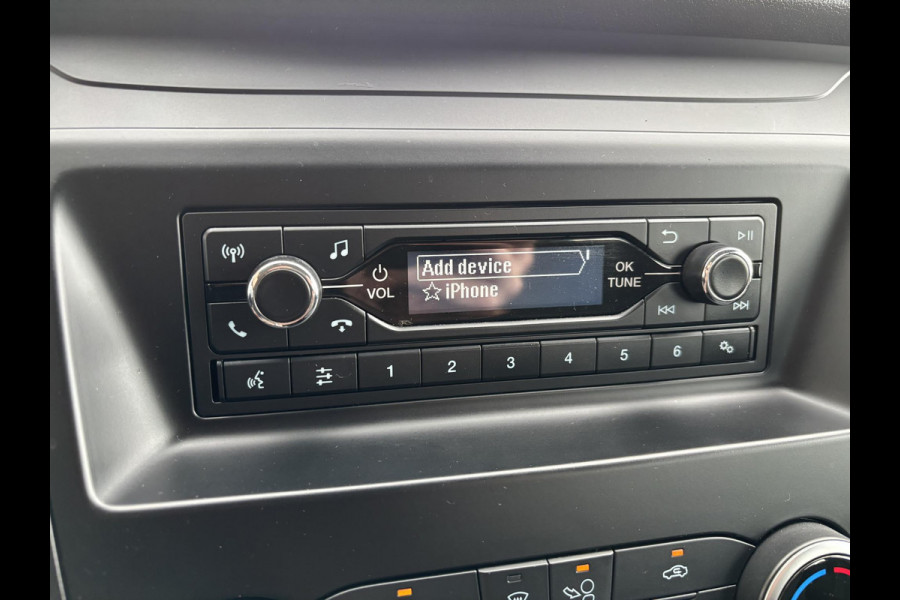 Add device
☆ iPhone
VOL
OK
TUNE
1 2 3 4 5 6